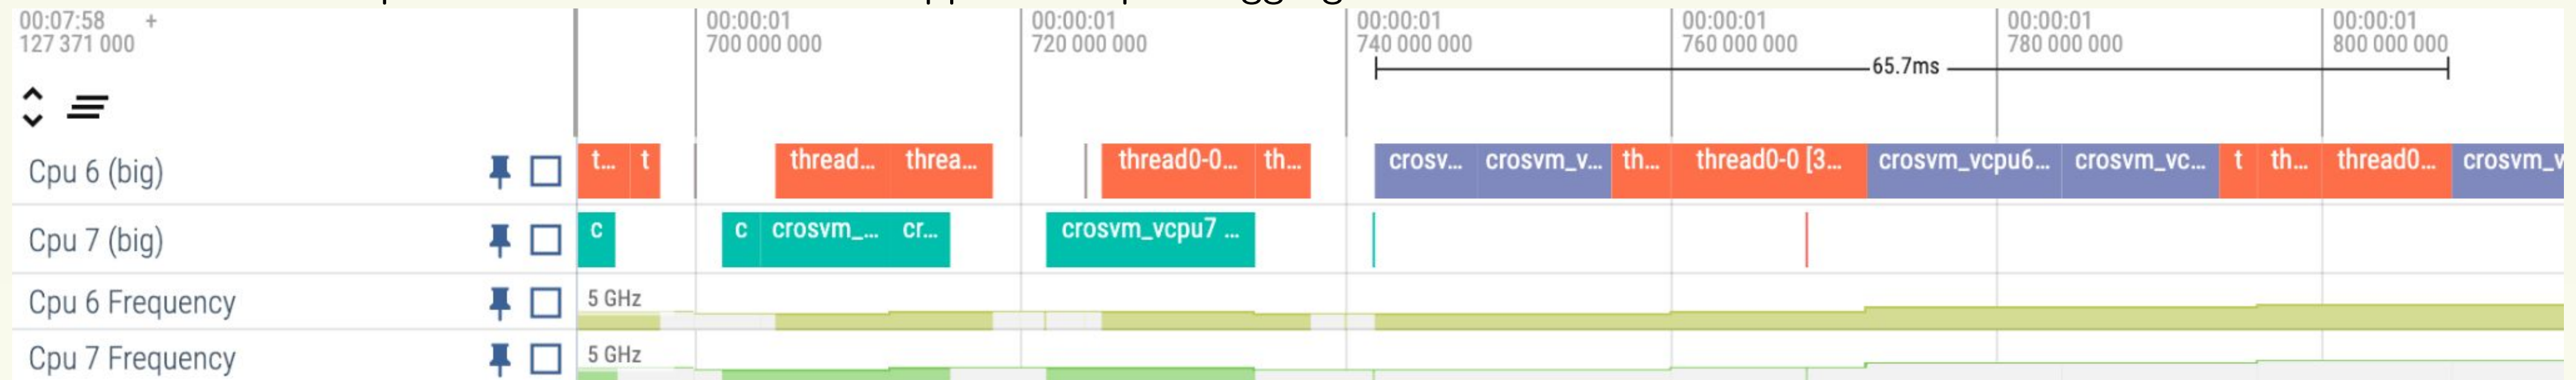 00:07:58 + 00:00:01 00:00:01 00:00:01 00:00:01 00:00:01 00:00:01
127 371 000 700 000 000 720 000 000 740 000 000 760 000 000 780 000 000 800 000 000
65.7ms
Cpu 6 (big) t... t thread... threa... thread0-0... th... crosv... crosvm_v... th... thread0-0 [3... crosvm_vcpu6... crosvm_vc... t th... thread0... crosvm_v
Cpu 7 (big) c c crosvm_... cr... crosvm_vcpu7 ...
Cpu 6 Frequency 5 GHz
Cpu 7 Frequency 5 GHz